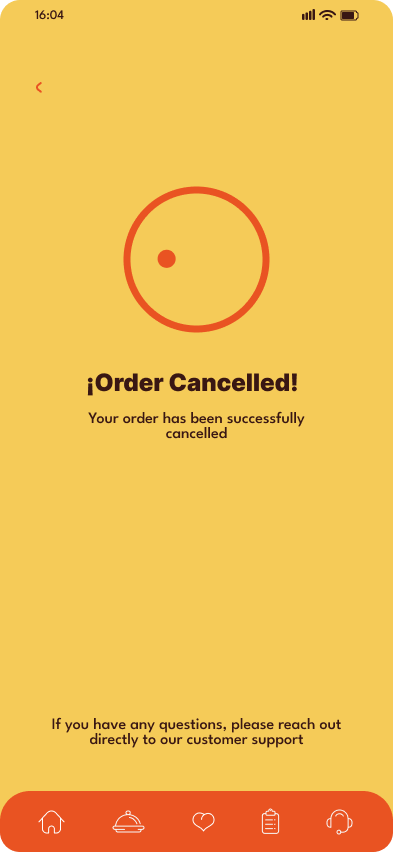 16:04
¡Order Cancelled!
Your order has been successfully
cancelled
If you have any questions, please reach out
directly to our customer support